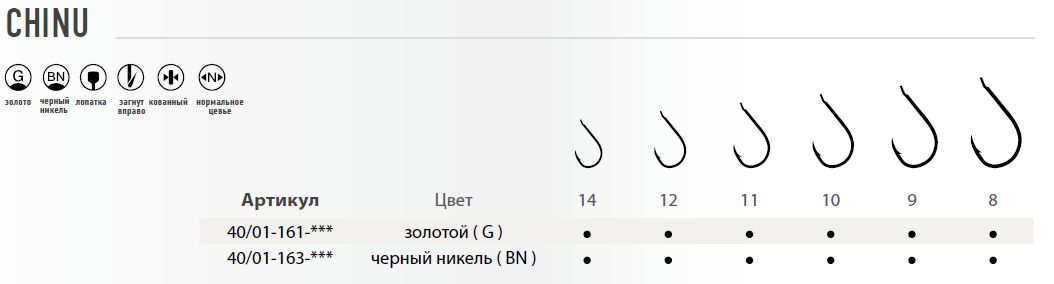 CHINU
G BN N
золото черный никель лопатка загнут вправо кованный нормальное цевье
Артикул Цвет 14 12 11 10 9 8
40/01-161-*** золотой ( G ) • • • • • •
40/01-163-*** черный никель ( BN ) • • • • • •